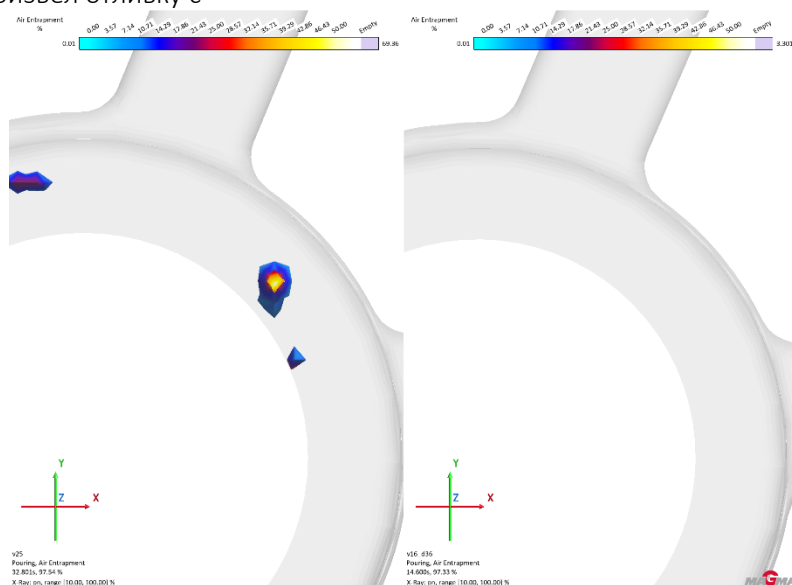 отливку с
Air Entrapment
%
0.01 0.00 3.57 7.14 10.71 14.29 17.86 21.43 25.00 28.57 32.14 35.71 39.29 42.86 46.43 50.00 Empty 69.36
Air Entrapment
%
0.01 0.00 3.57 7.14 10.71 14.29 17.86 21.43 25.00 28.57 32.14 35.71 39.29 42.86 46.43 50.00 Empty 3.301
Y
Z X
Y
Z X
v25
Pouring, Air Entrapment
32.801s, 97.54 %
X Ray: on, range [10.00, 100.00] %
v16 d36
Pouring, Air Entrapment
14.600s, 97.33 %
X Ray: on, range [10.00, 100.00] %